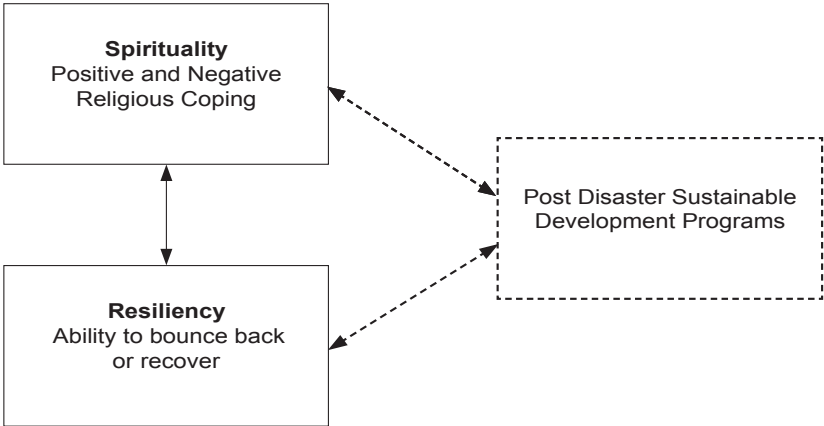 Spirituality
Positive and Negative
Religious Coping
Post Disaster Sustainable
Development Programs
Resiliency
Ability to bounce back
or recover